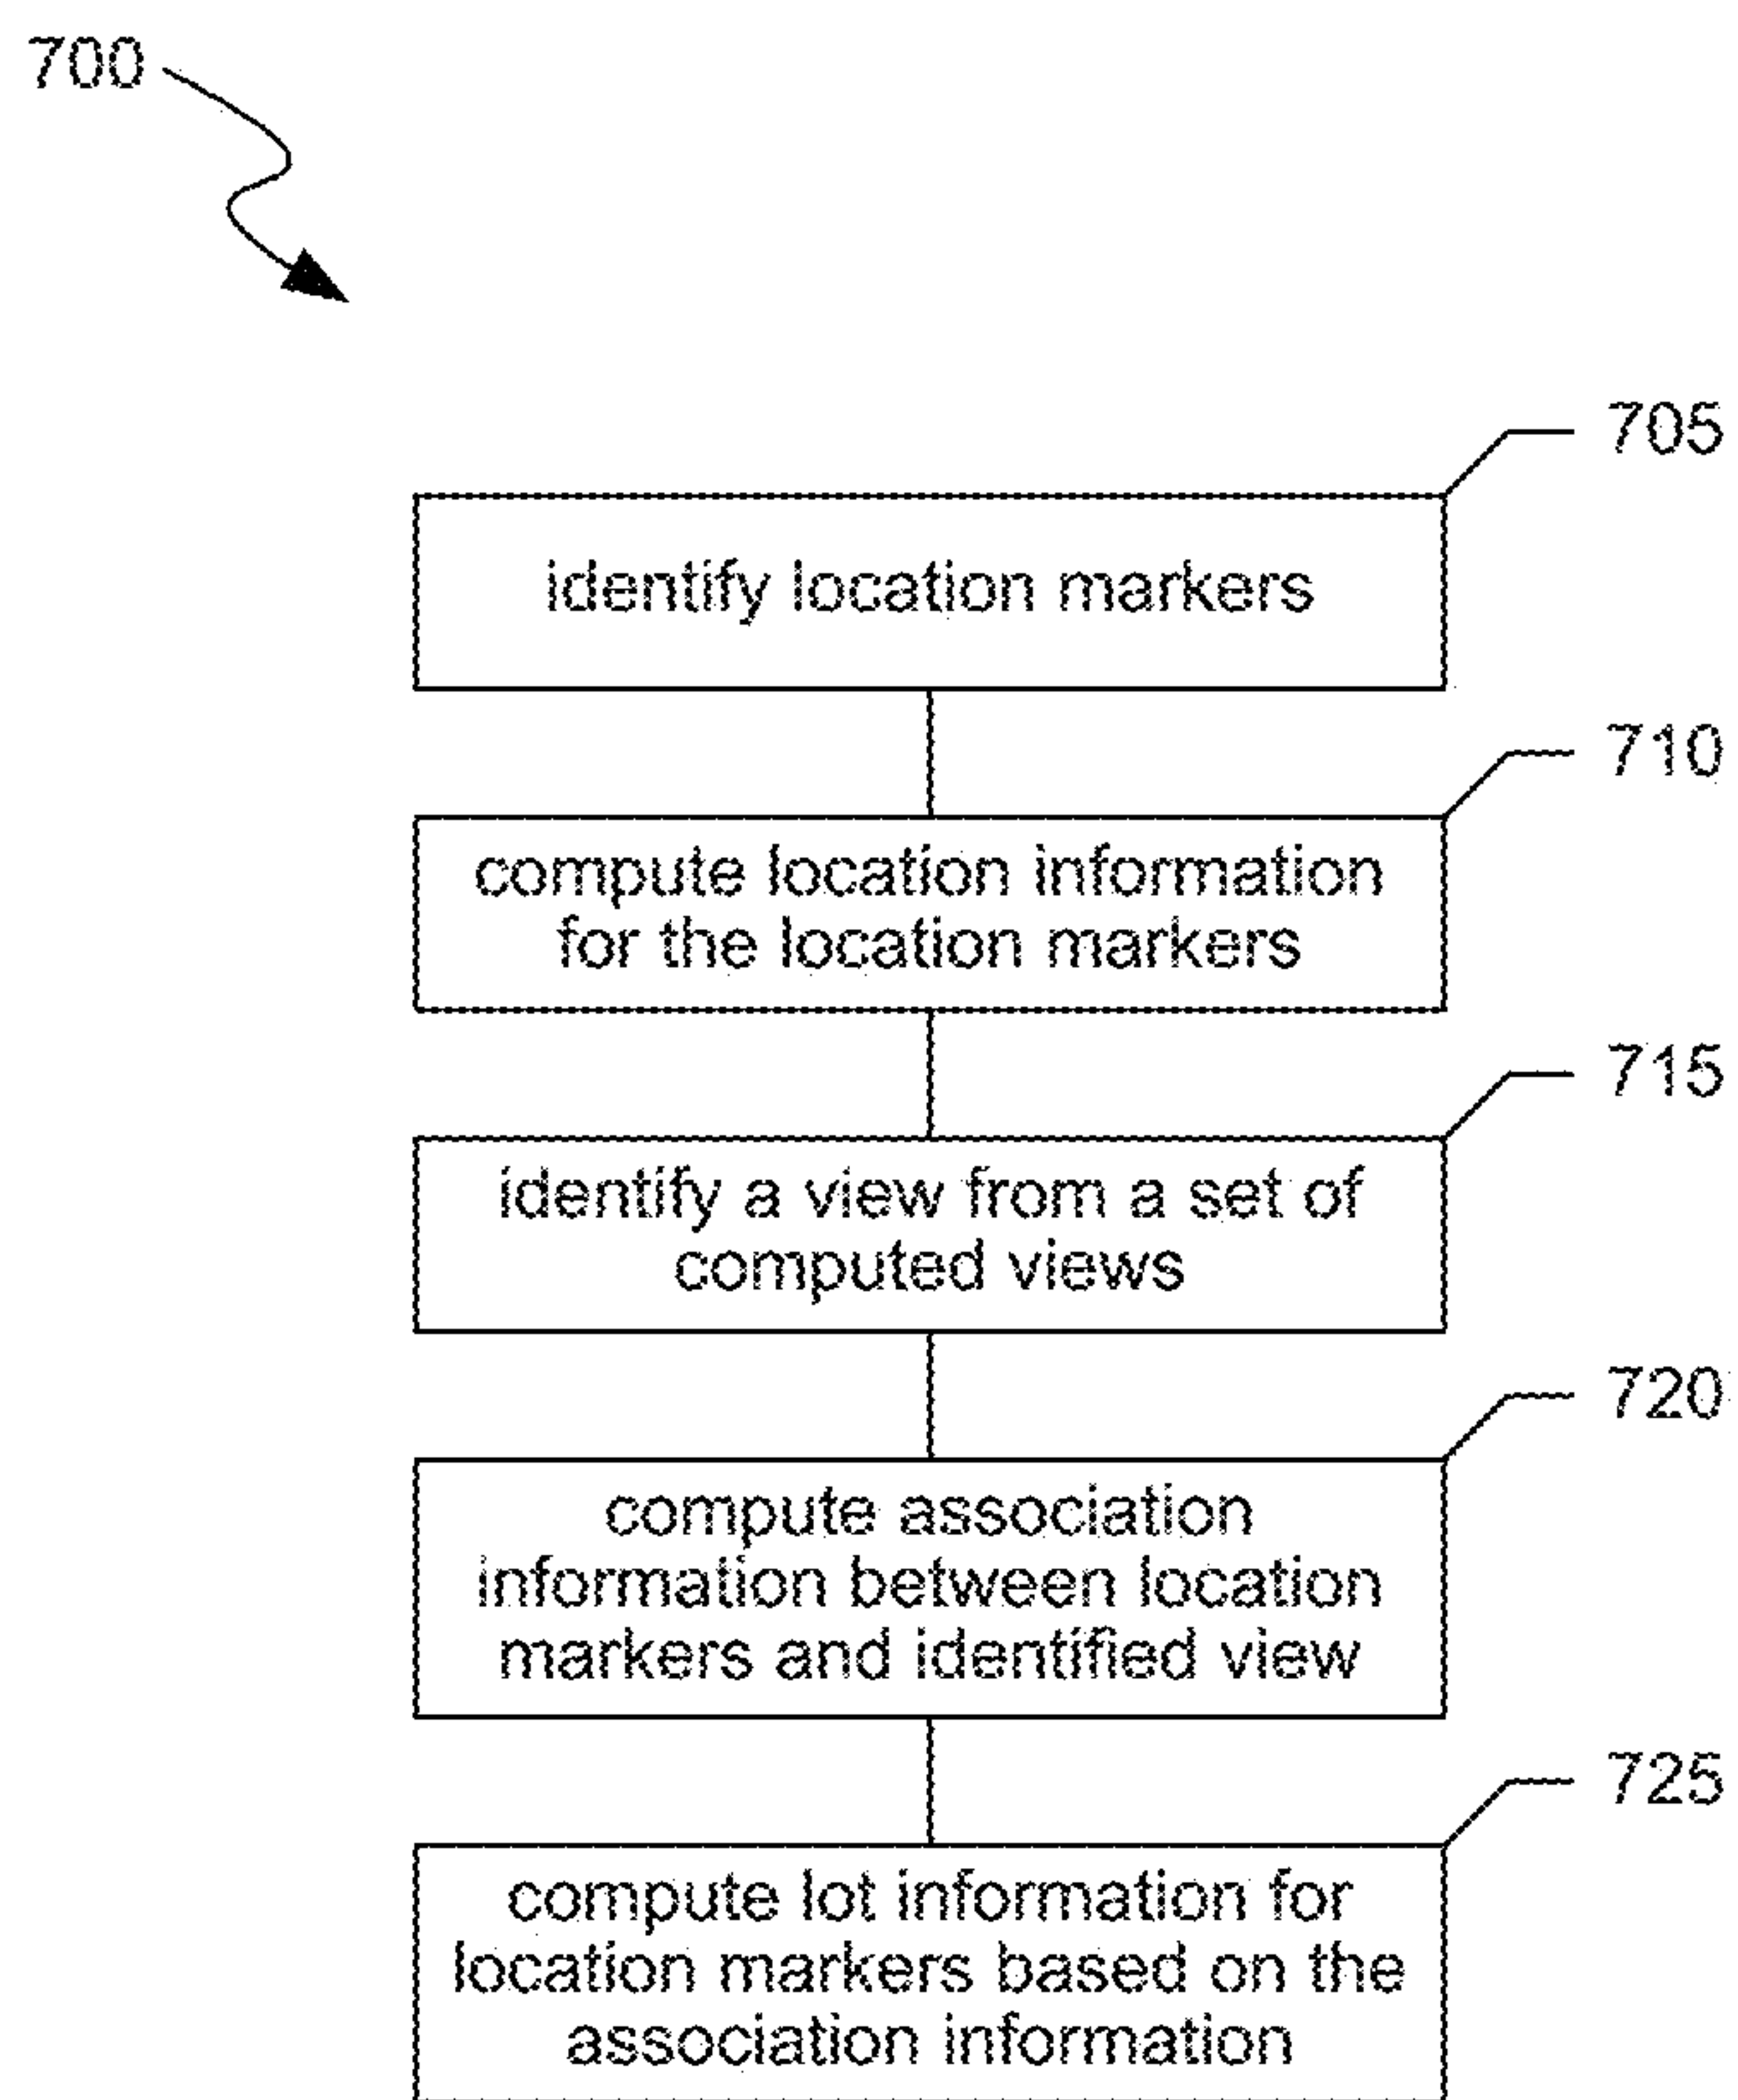 700
705
identify location markers
710
compute location information
for the location markers
715
identify a view from a set of
computed views
720
compute association
information between location
markers and identified view
725
compute lot information for
location markers based on the
association information